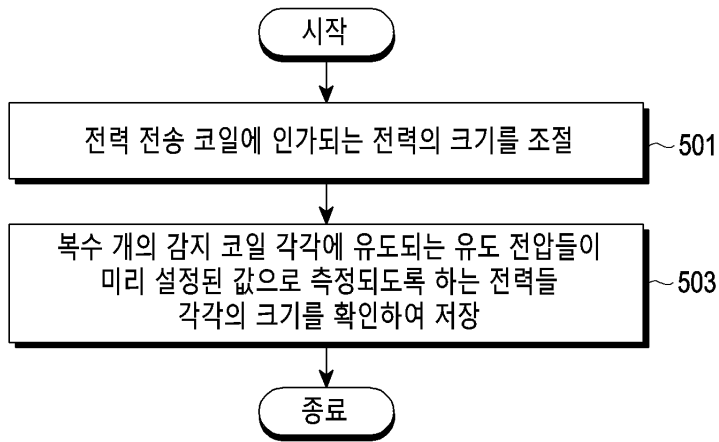 시작
전력 전송 코일에 인가되는 전력의 크기를 조절
501
복수 개의 감지 코일 각각에 유도되는 유도 전압들이
미리 설정된 값으로 측정되도록 하는 전력들
각각의 크기를 확인하여 저장
503
종료